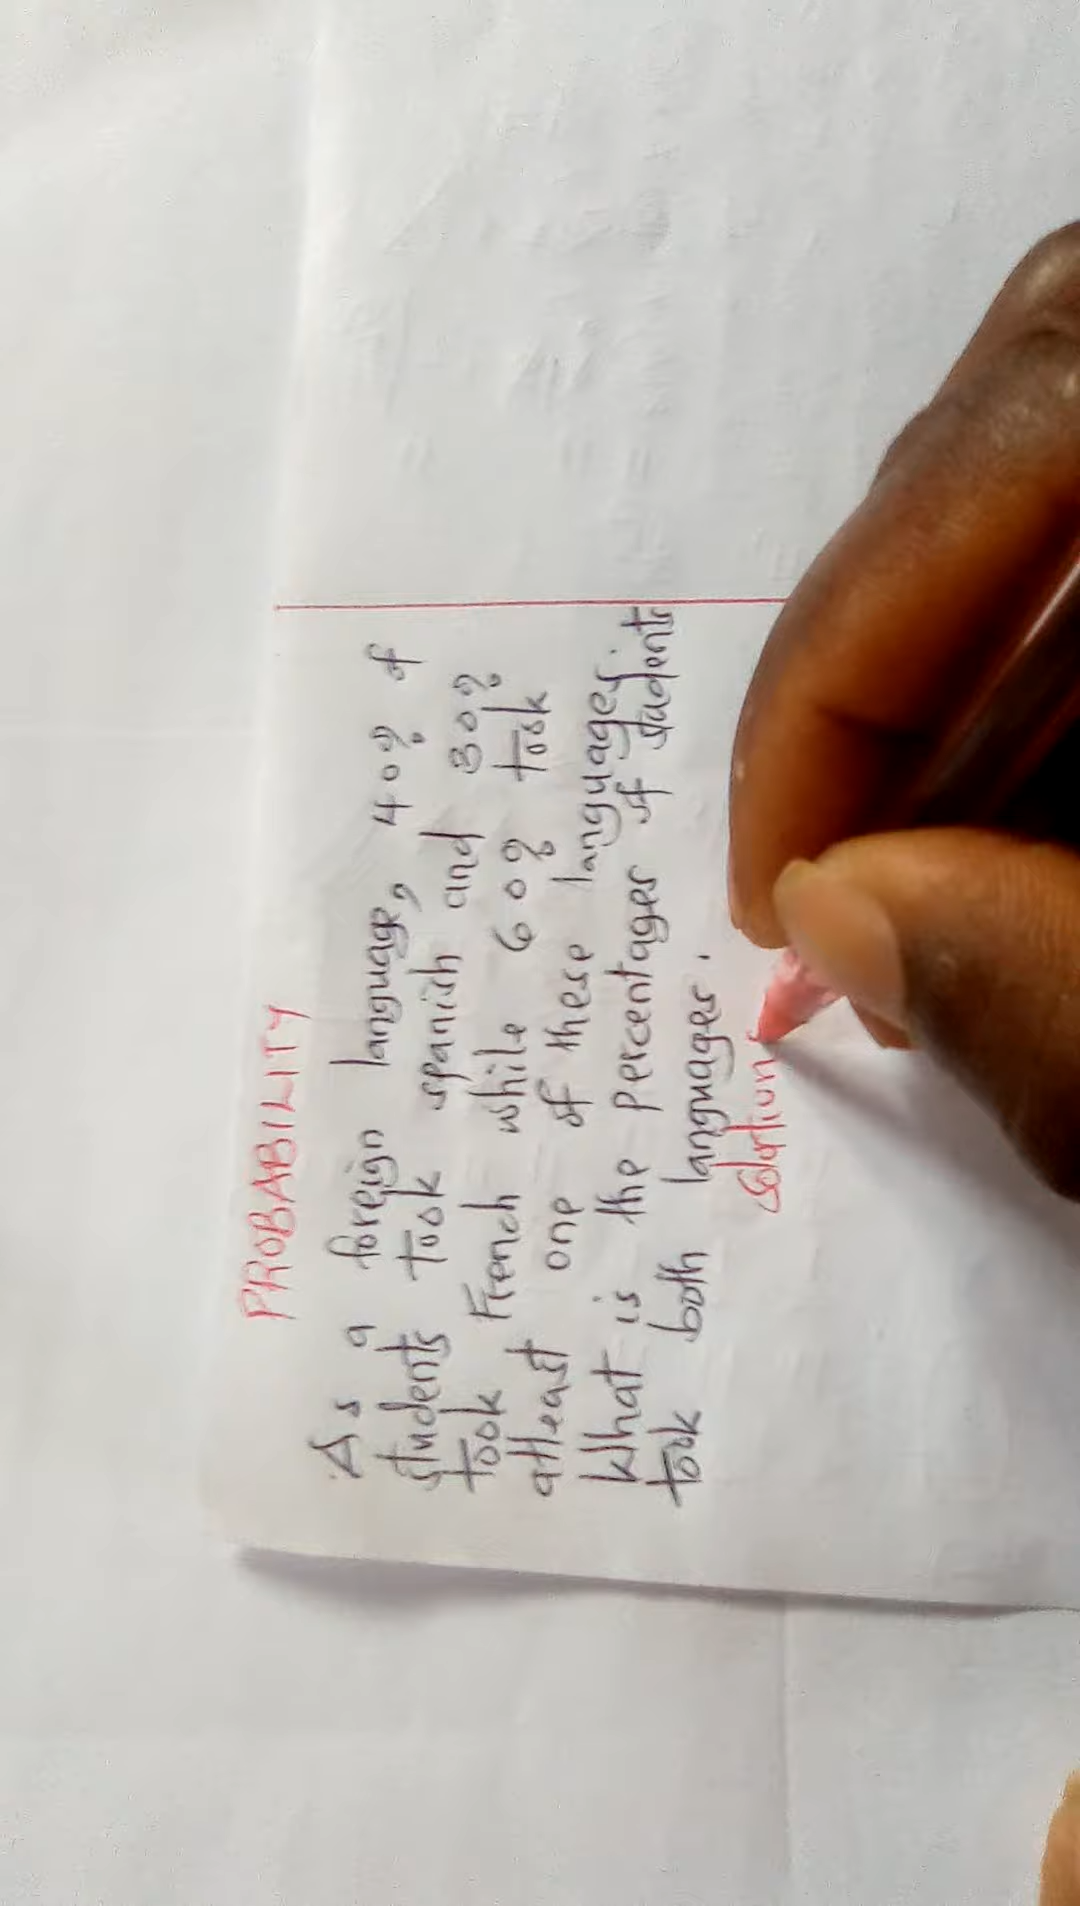 PROBABILITY
As a foreign language, 40% of
students took spanish and 30%
took French while 60% took
atleast one of these languages.
What is the percentages of students
took both languages.
Solution